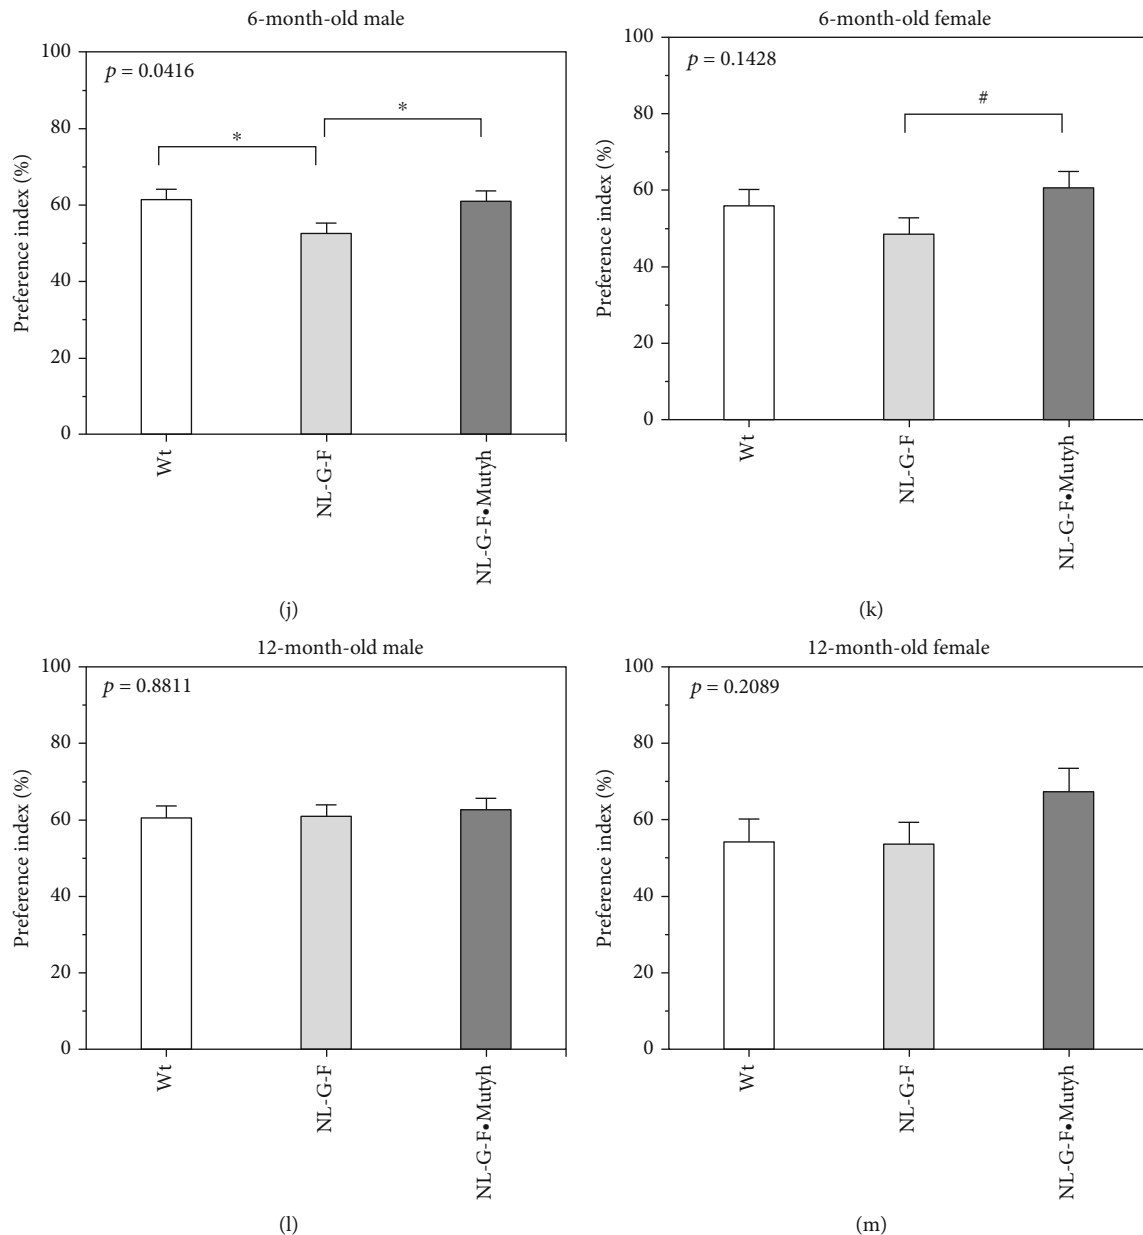 6-month-old male
p = 0.0416
*
*
Preference index (%)
100
80
60
40
20
0
Wt
NL-G-F
NL-G-F•Mutyh
(j)
6-month-old female
p = 0.1428
#
Preference index (%)
100
80
60
40
20
0
Wt
NL-G-F
NL-G-F•Mutyh
(k)
12-month-old male
p = 0.8811
Preference index (%)
100
80
60
40
20
0
Wt
NL-G-F
NL-G-F•Mutyh
(l)
12-month-old female
p = 0.2089
Preference index (%)
100
80
60
40
20
0
Wt
NL-G-F
NL-G-F•Mutyh
(m)